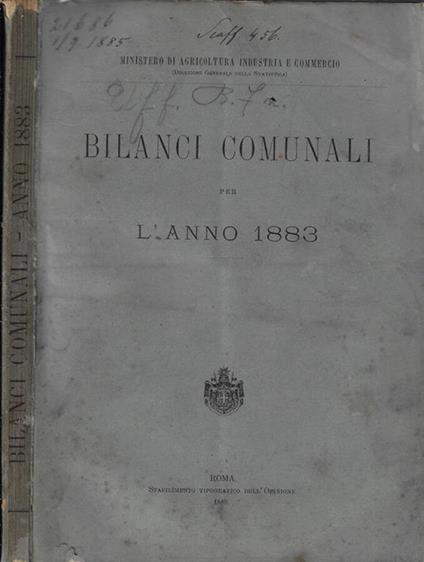 21686
1/9 1885
Scaff 456.
MINISTERO DI AGRICOLTURA INDUSTRIA E COMMERCIO
(DIREZIONE GENERALE DELLA STATISTICA)
BILANCI COMUNALI
PER
L'ANNO 1883
ROMA
STABILIMENTO TIPOGRAFICO DELL'OPINIONE
BILANCI COMUNALI - ANNO 1883